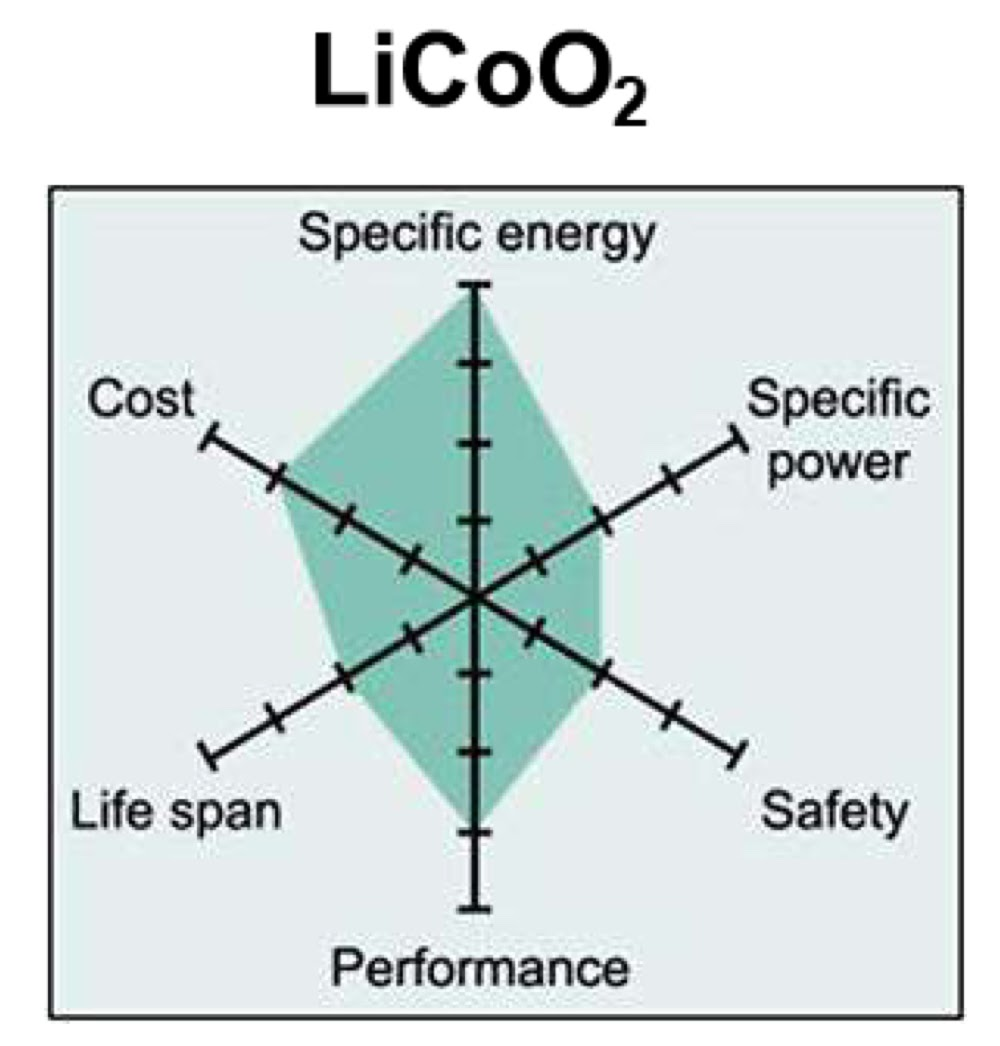 LiCoO₂
Specific energy
Cost
Specific
power
Life span
Safety
Performance